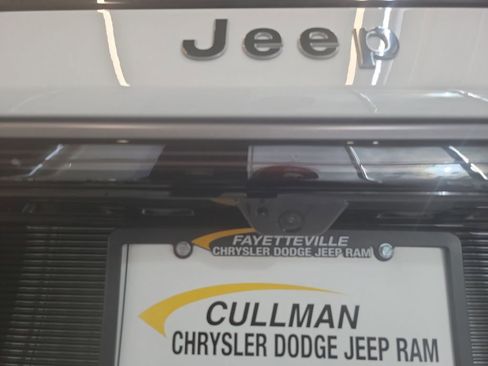 Jeep
FAYETTEVILLE
CHRYSLER DODGE JEEP RAM
CULLMAN
CHRYSLER DODGE JEEP RAM